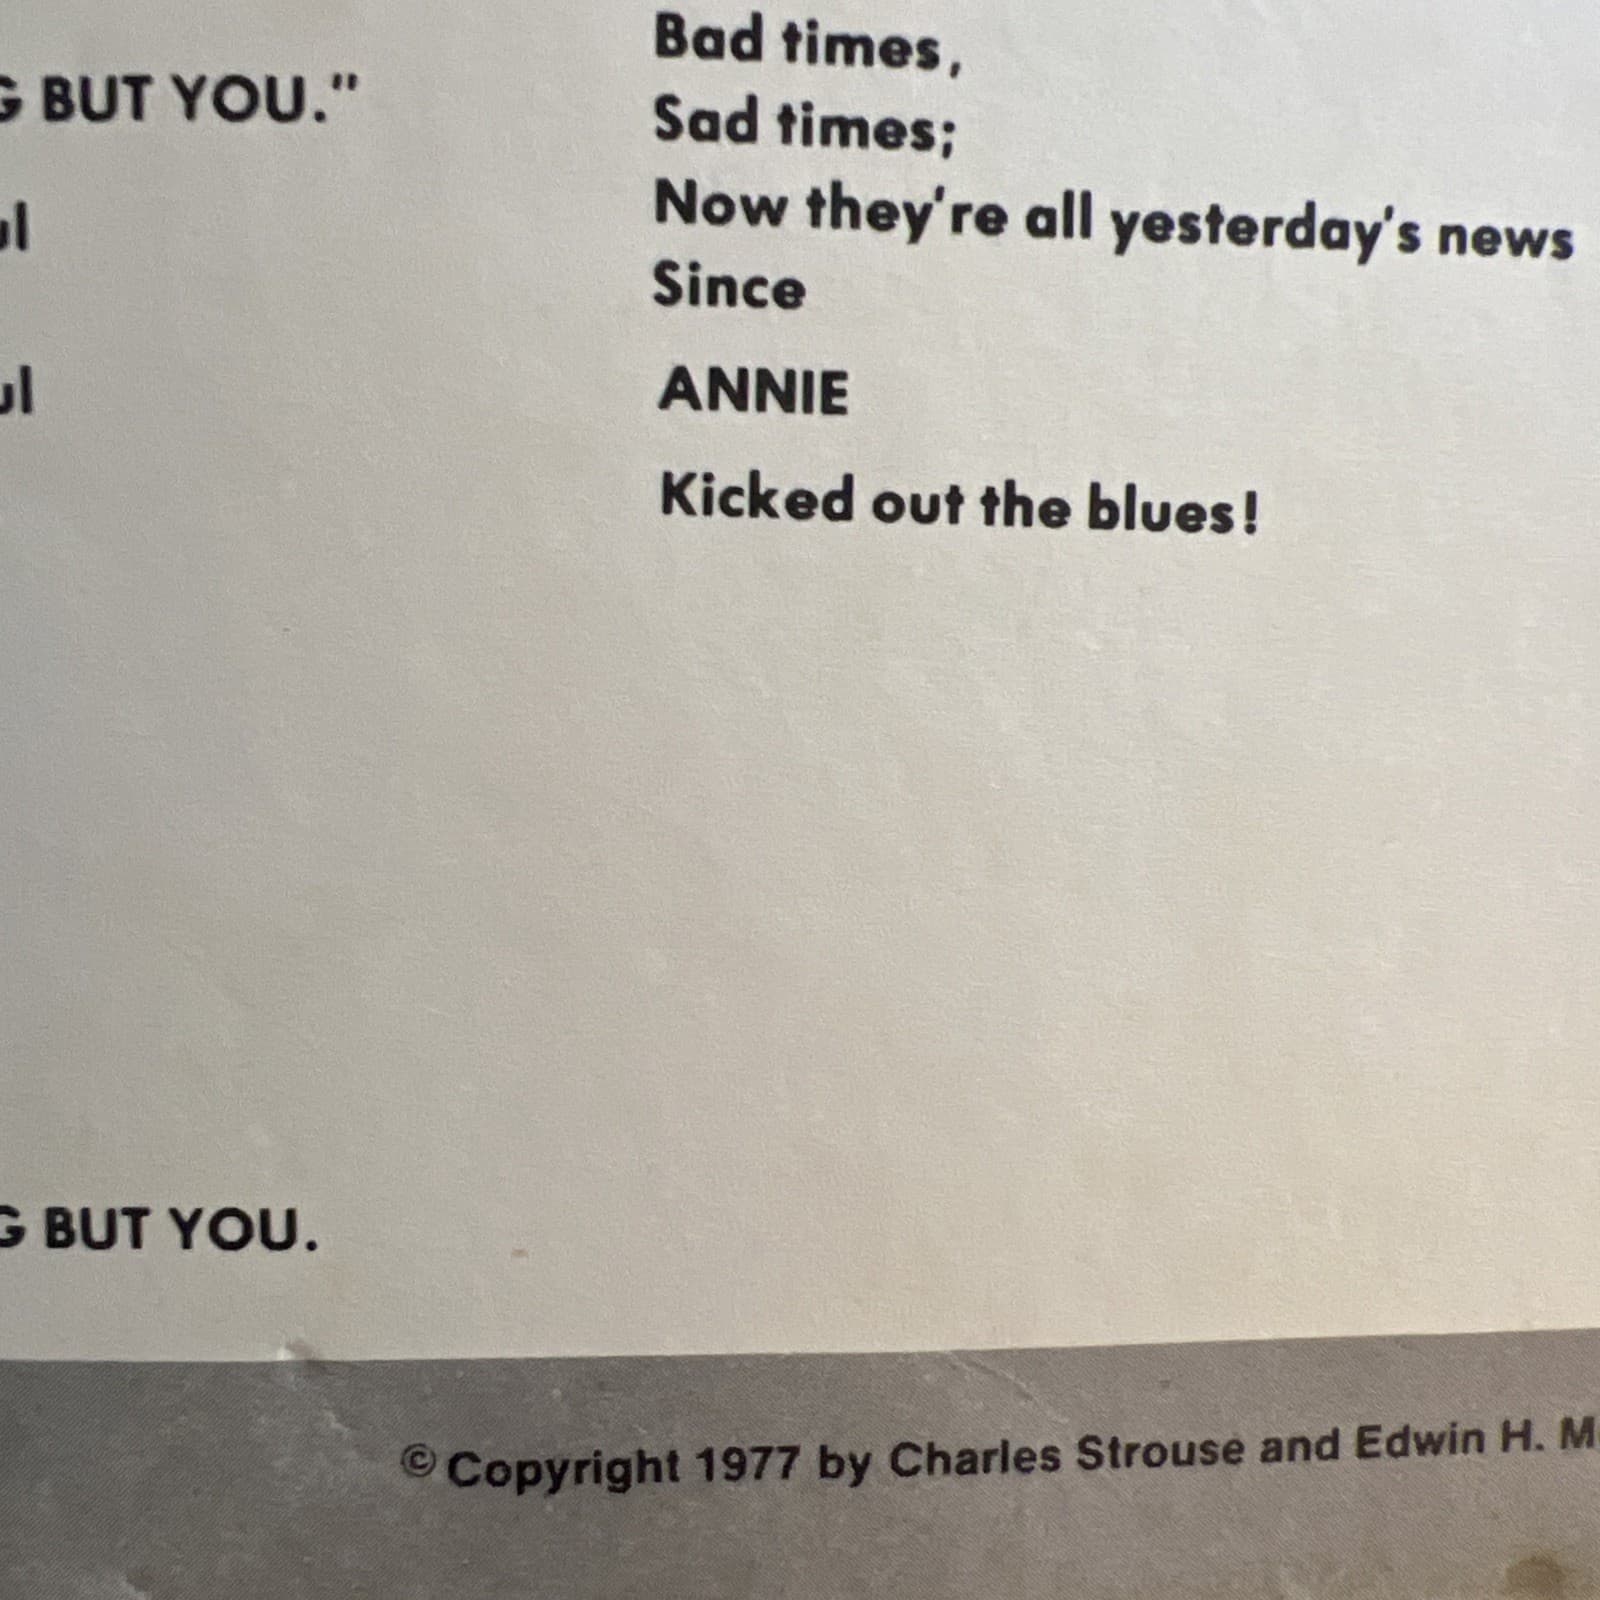 BUT YOU."
Bad times,
Sad times;
Now they're all yesterday's news
Since
ANNIE
Kicked out the blues!
BUT YOU.
© Copyright 1977 by Charles Strouse and Edwin H.